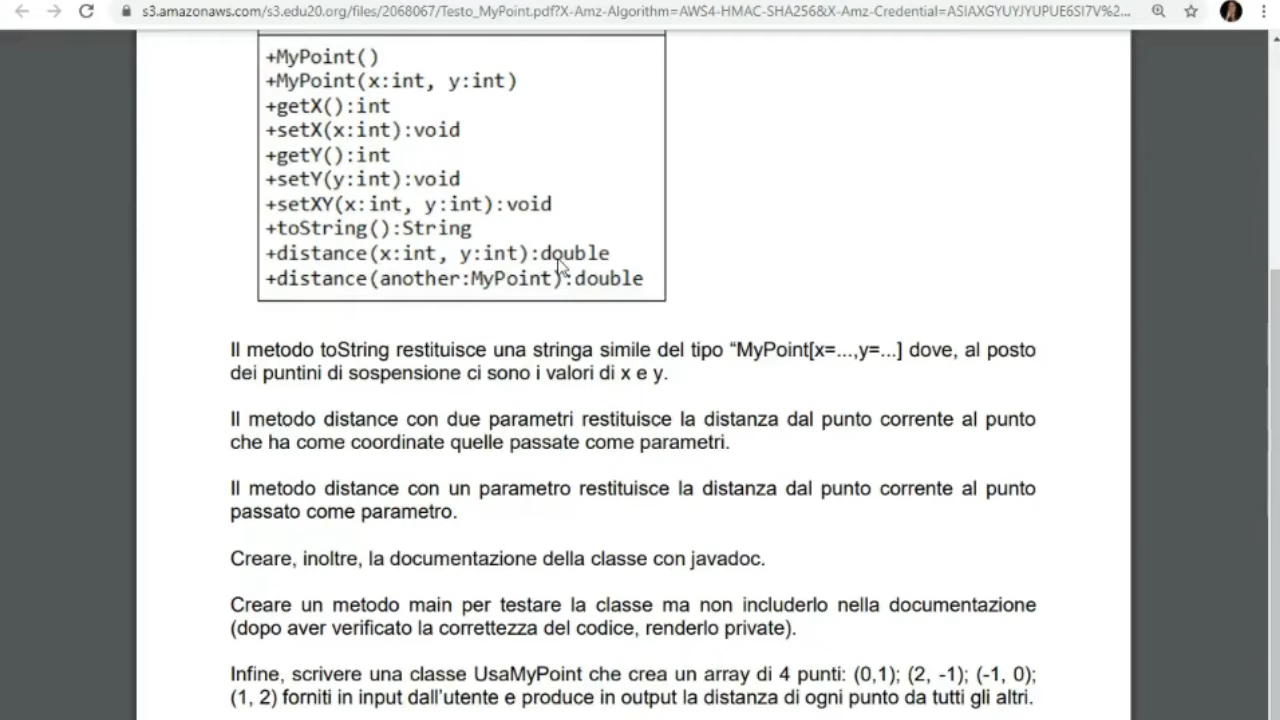 s3.amazonaws.com/s3.edu20.org/files/2068067/Testo_MyPoint.pdf?X-Amz-Algorithm=AWS4-HMAC-SHA256&X-Amz-Credential=ASIAXGYUYJYUPUE6SI7V%2...
+MyPoint()
+MyPoint(x:int, y:int)
+getX():int
+setX(x:int):void
+getY():int
+setY(y:int):void
+setXY(x:int, y:int):void
+toString():String
+distance(x:int, y:int):double
+distance(another:MyPoint):double
Il metodo toString restituisce una stringa simile del tipo “MyPoint[x=...,y=...] dove, al posto
dei puntini di sospensione ci sono i valori di x e y.
Il metodo distance con due parametri restituisce la distanza dal punto corrente al punto
che ha come coordinate quelle passate come parametri.
Il metodo distance con un parametro restituisce la distanza dal punto corrente al punto
passato come parametro.
Creare, inoltre, la documentazione della classe con javadoc.
Creare un metodo main per testare la classe ma non includerlo nella documentazione
(dopo aver verificato la correttezza del codice, renderlo private).
Infine, scrivere una classe UsaMyPoint che crea un array di 4 punti: (0,1); (2, -1); (-1, 0);
(1, 2) forniti in input dall’utente e produce in output la distanza di ogni punto da tutti gli altri.